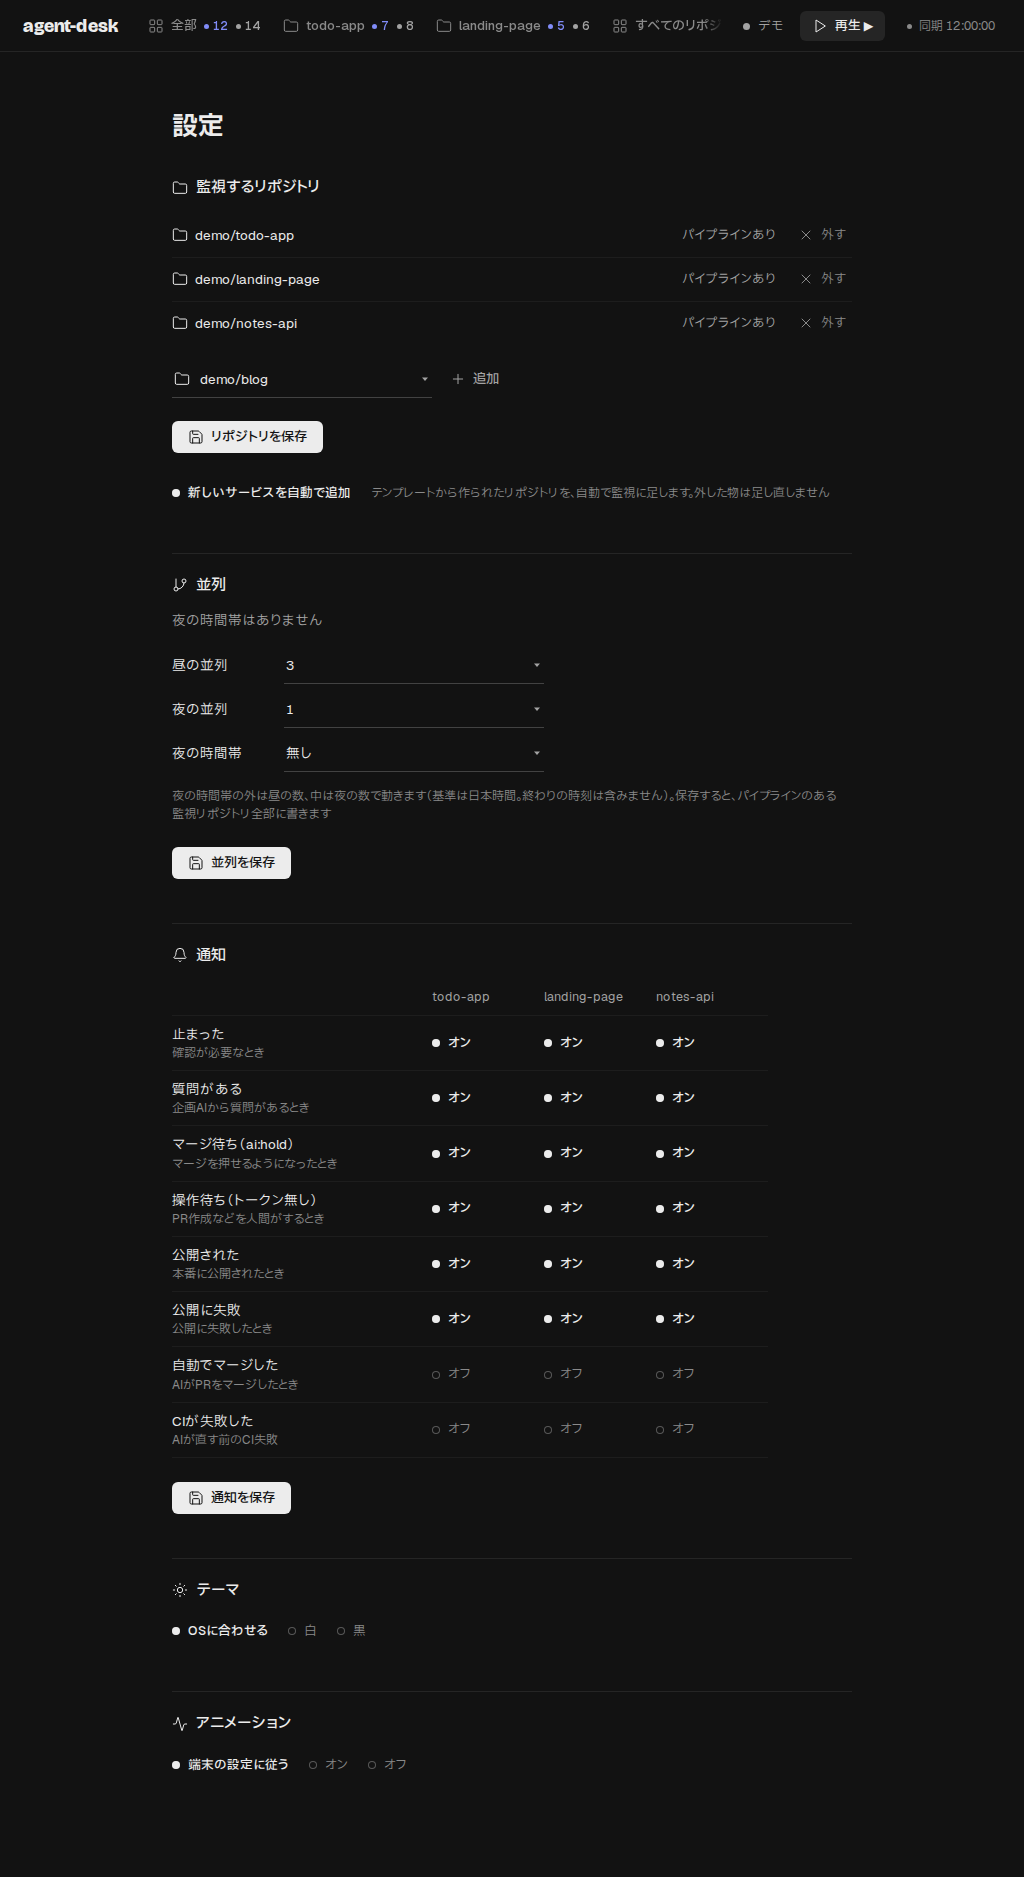 agent-desk 全部 12 14 todo-app 7 8 landing-page 5 6 すべてのリポジ デモ 再生 ▶ 同期 12:00:00
設定
監視するリポジトリ
demo/todo-app パイプラインあり 外す
demo/landing-page パイプラインあり 外す
demo/notes-api パイプラインあり 外す
demo/blog 追加
リポジトリを保存
新しいサービスを自動で追加 テンプレートから作られたリポジトリを、自動で監視に足します。外した物は足し直しません
並列
夜の時間帯はありません
昼の並列 3
夜の並列 1
夜の時間帯 無し
夜の時間帯の外は昼の数、中は夜の数で動きます（基準は日本時間。終わりの時刻は含みません）。保存すると、パイプラインのある
監視リポジトリ全部に書きます
並列を保存
通知
todo-app landing-page notes-api
止まった
確認が必要なとき
オン オン オン
質問がある
企画AIから質問があるとき
オン オン オン
マージ待ち（ai:hold）
マージを押せるようになったとき
オン オン オン
操作待ち（トークン無し）
PR作成などを人間がするとき
オン オン オン
公開された
本番に公開されたとき
オン オン オン
公開に失敗
公開に失敗したとき
オン オン オン
自動でマージした
AIがPRをマージしたとき
オフ オフ オフ
CIが失敗した
AIが直す前のCI失敗
オフ オフ オフ
通知を保存
テーマ
OSに合わせる 白 黒
アニメーション
端末の設定に従う オン オフ